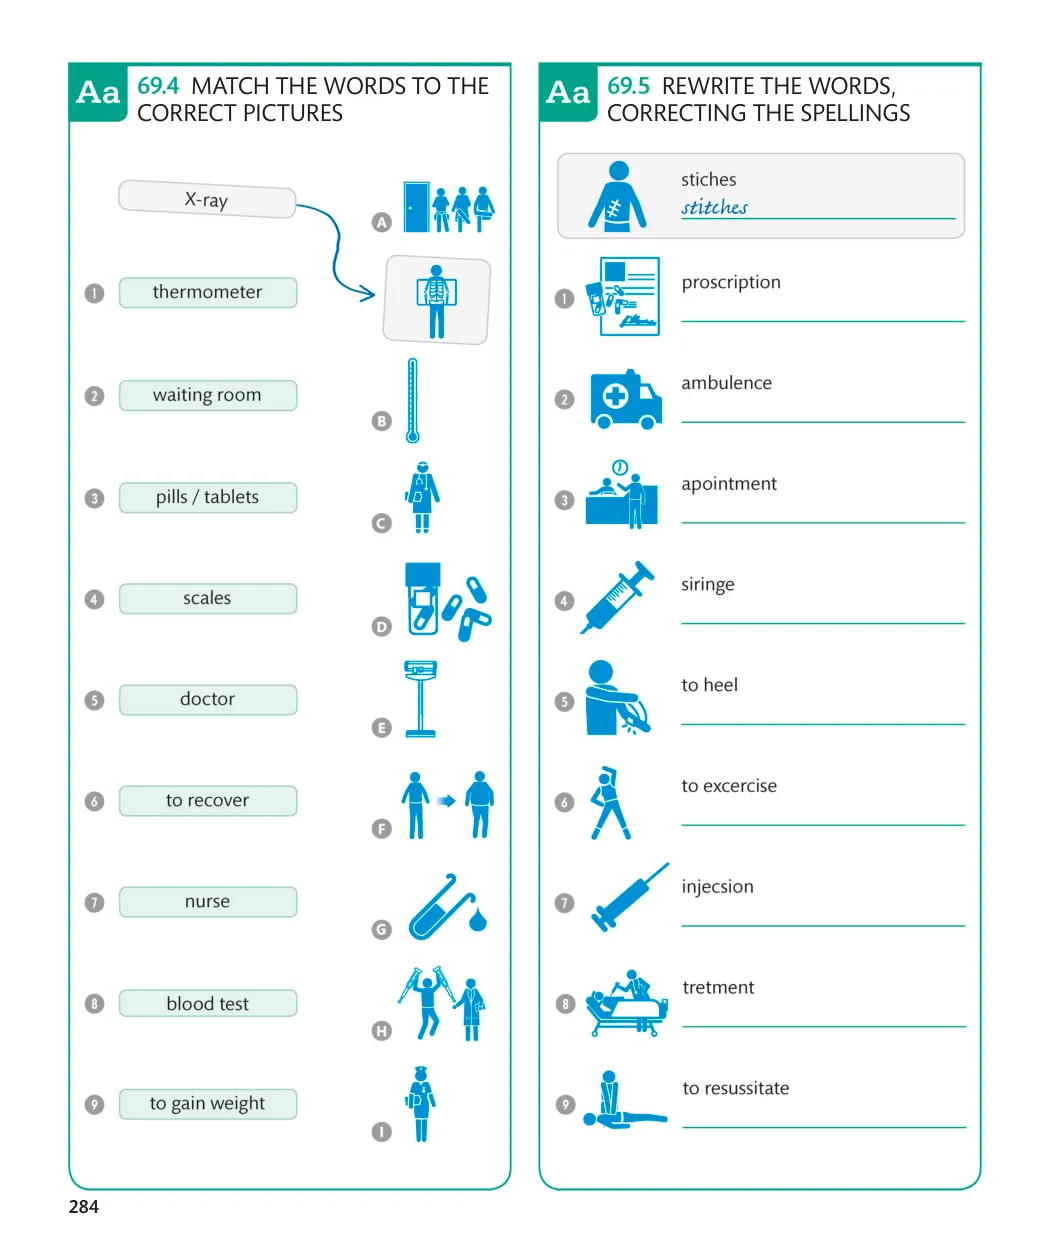 Aa 69.4 MATCH THE WORDS TO THE
CORRECT PICTURES
X-ray
A
1 thermometer
2 waiting room
B
3 pills / tablets
C
4 scales
D
5 doctor
E
6 to recover
F
7 nurse
G
8 blood test
H
9 to gain weight
I
Aa 69.5 REWRITE THE WORDS,
CORRECTING THE SPELLINGS
stiches
stitches
1 proscription
2 ambulence
3 apointment
4 siringe
5 to heel
6 to excercise
7 injecsion
8 tretment
9 to resussitate
284